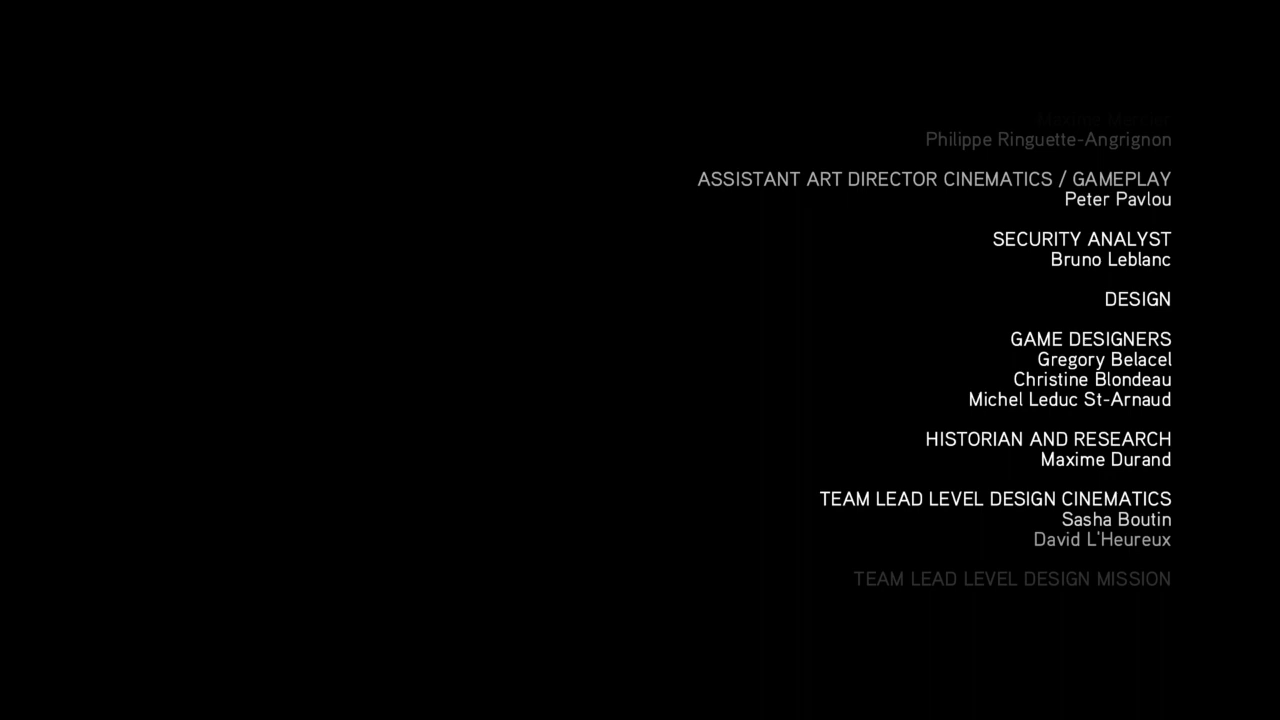 Philippe Ringuette-Angrignon
ASSISTANT ART DIRECTOR CINEMATICS / GAMEPLAY
Peter Pavlou
SECURITY ANALYST
Bruno Leblanc
DESIGN
GAME DESIGNERS
Gregory Belacel
Christine Blondeau
Michel Leduc St-Arnaud
HISTORIAN AND RESEARCH
Maxime Durand
TEAM LEAD LEVEL DESIGN CINEMATICS
Sasha Boutin
David L'Heureux
TEAM LEAD LEVEL DESIGN MISSION